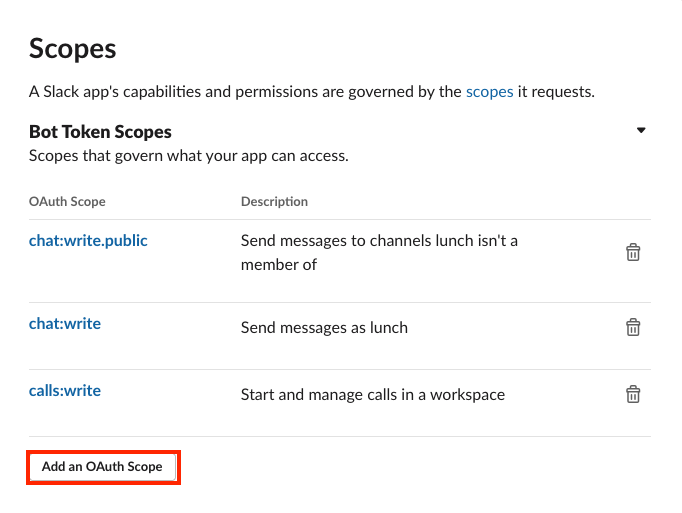 Scopes
A Slack app's capabilities and permissions are governed by the scopes it requests.
Bot Token Scopes
Scopes that govern what your app can access.
OAuth Scope Description
chat:write.public Send messages to channels lunch isn't a
member of
chat:write Send messages as lunch
calls:write Start and manage calls in a workspace
Add an OAuth Scope